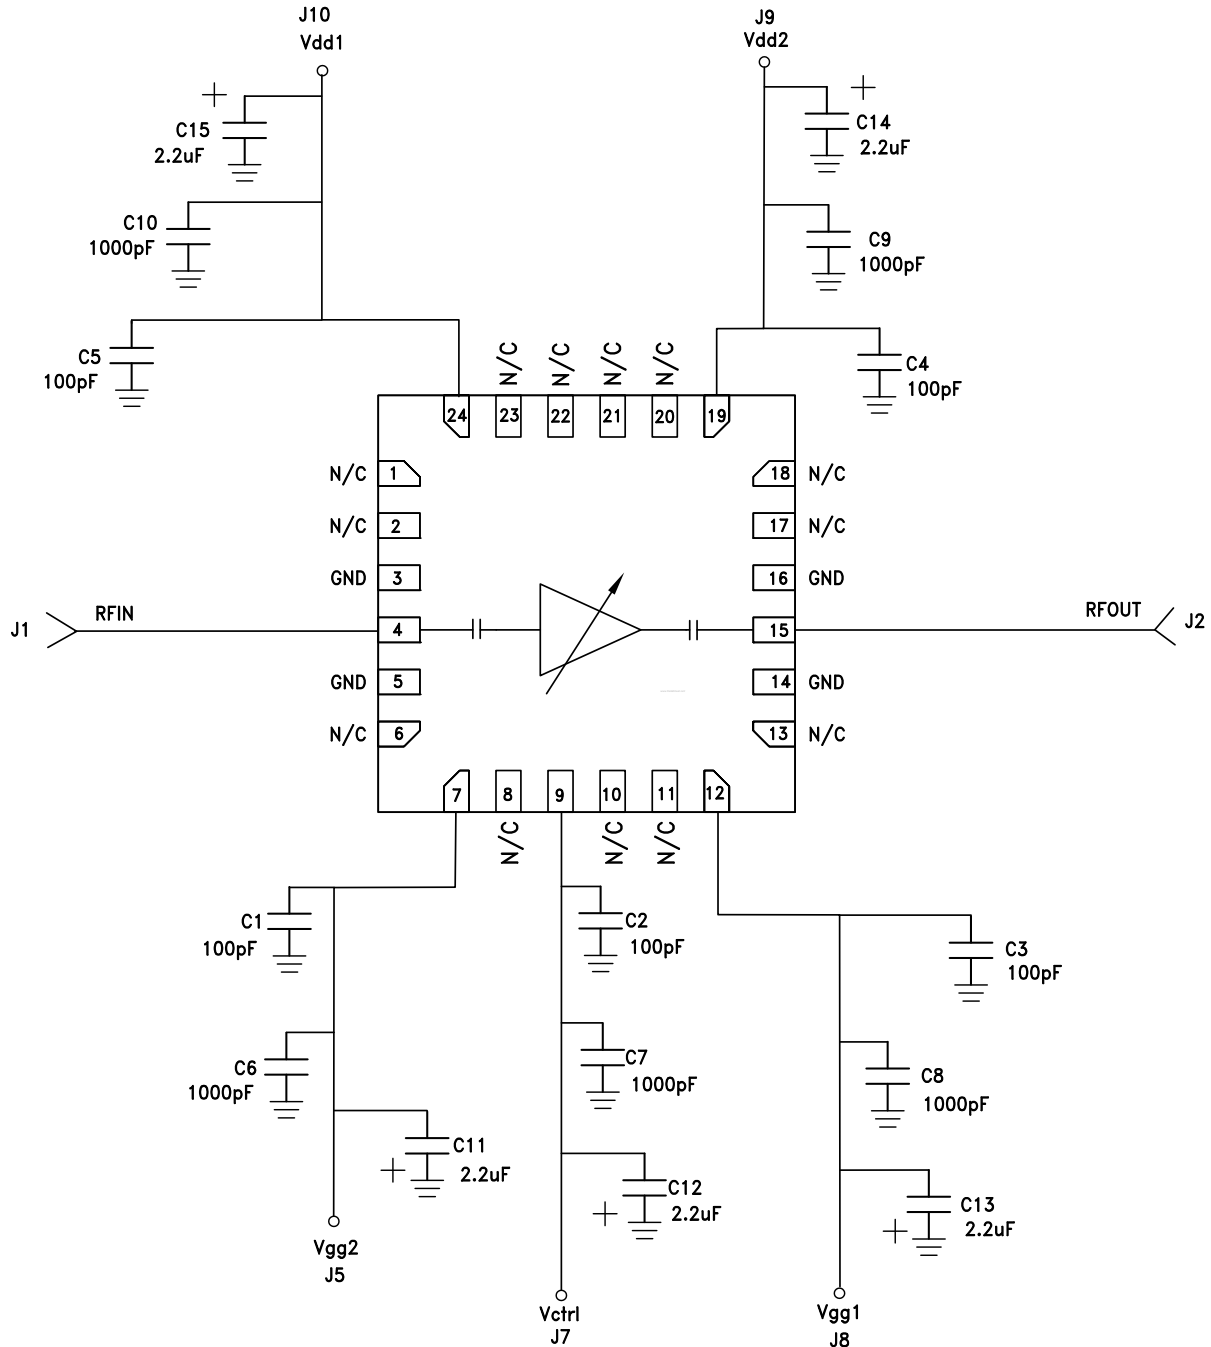 J10
Vdd1
J9
Vdd2
+
C15
2.2uF
+
C14
2.2uF
C10
1000pF
C9
1000pF
C5
100pF
C4
100pF
N/C
N/C
N/C
N/C
24
23
22
21
20
19
N/C 1
18 N/C
N/C 2
17 N/C
GND 3
16 GND
J1
RFIN
4
15
RFOUT
J2
GND 5
14 GND
N/C 6
13 N/C
7
8
9
10
11
12
N/C
N/C
N/C
C1
100pF
C2
100pF
C3
100pF
C6
1000pF
C7
1000pF
C8
1000pF
C11
+
2.2uF
C12
+
2.2uF
C13
+
2.2uF
Vgg2
J5
Vctrl
J7
Vgg1
J8